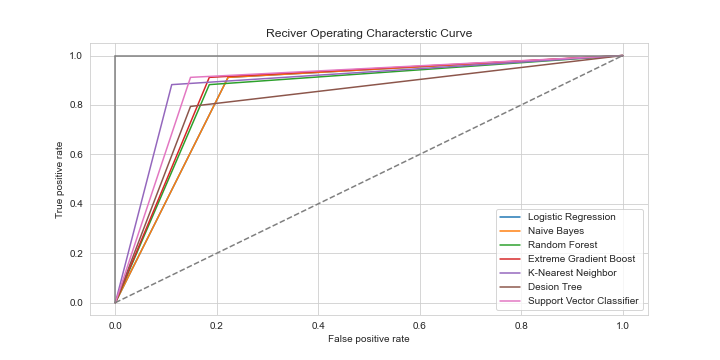 Reciver Operating Characterstic Curve
True positive rate
1.0
0.8
0.6
0.4
0.2
0.0
Logistic Regression
Naive Bayes
Random Forest
Extreme Gradient Boost
K-Nearest Neighbor
Desion Tree
Support Vector Classifier
0.0 0.2 0.4 0.6 0.8 1.0
False positive rate